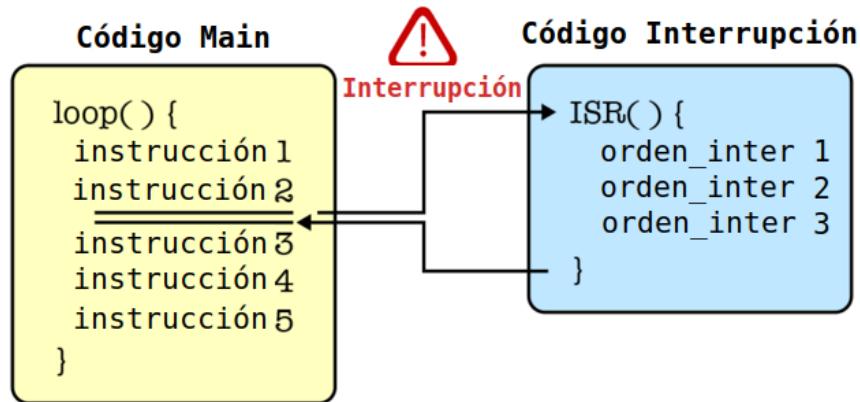 Código Main
loop( ) {
instrucción 1
instrucción 2
instrucción 3
instrucción 4
instrucción 5
}
Interrupción
Código Interrupción
ISR( ) {
orden_inter 1
orden_inter 2
orden_inter 3
}